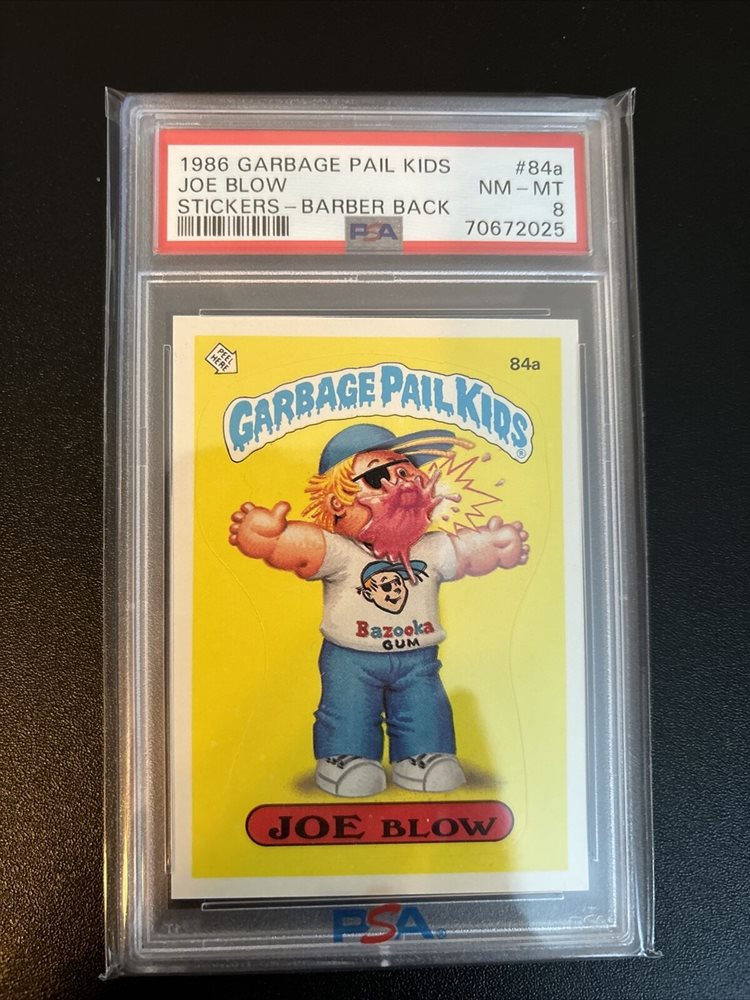 1986 GARBAGE PAIL KIDS #84a
JOE BLOW NM – MT
STICKERS – BARBER BACK 8
PSA 70672025
PEEL
HERE
84a
GARBAGE PAIL KIDS®
Bazooka
GUM
JOE BLOW
PSA®